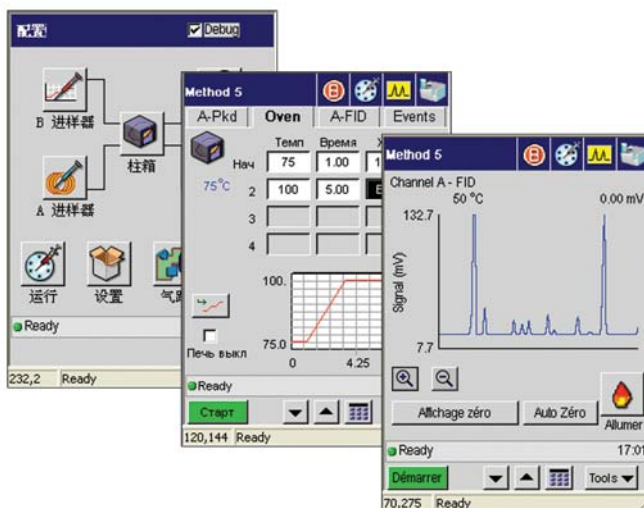 配置
Debug
B 进样器
柱箱
A 进样器
运行
设置
Ready
232,2 Ready
Method 5
A-Pkd Oven A-FID Events
Темп Время
Нач 75 1.00 1
75°C 2 100 5.00
3
4
100.
75.0
0 4.25
Печь выкл
Ready
Старт
120,144 Ready
Method 5
Channel A - FID
50 °C 0.00 mV
132.7
Signal (mV)
7.7
Affichage zéro Auto Zéro
Allumer
Ready 17:01
Démarrer Tools
70,275 Ready